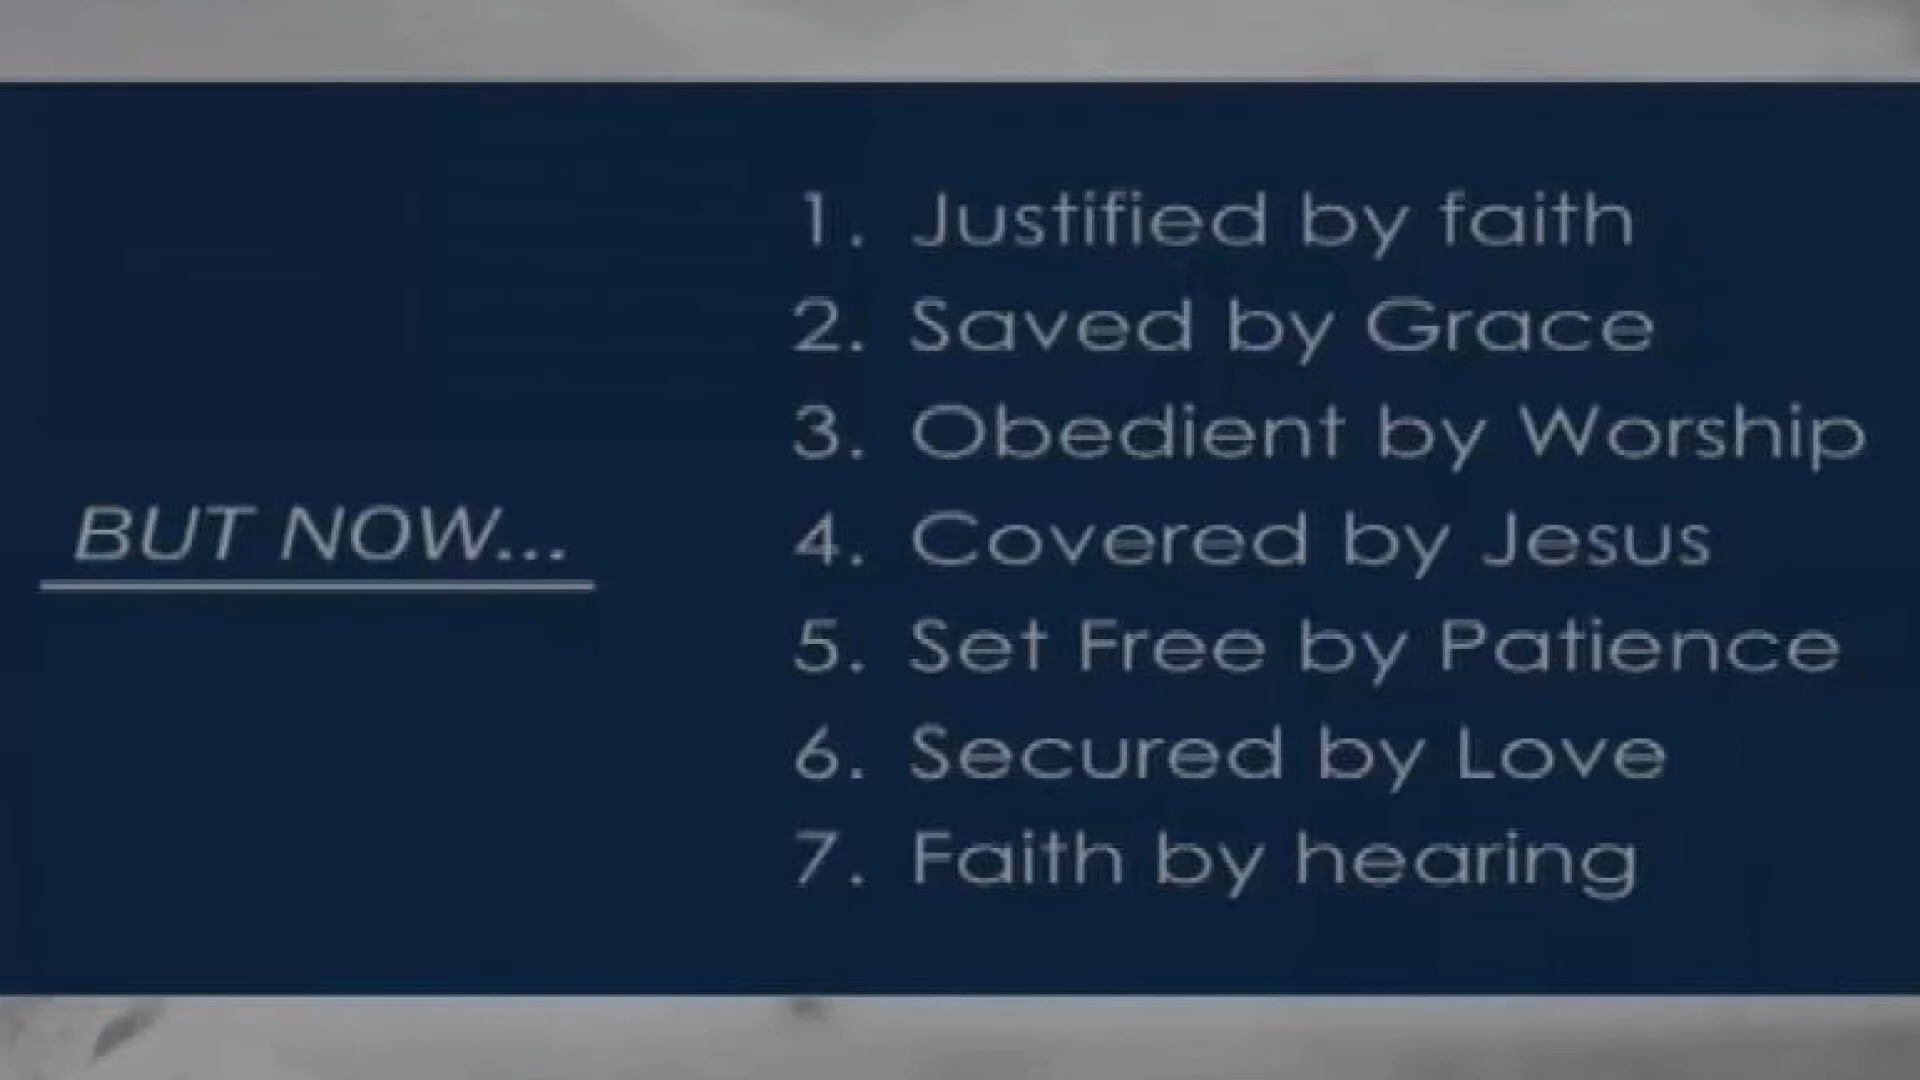 BUT NOW...
1. Justified by faith
2. Saved by Grace
3. Obedient by Worship
4. Covered by Jesus
5. Set Free by Patience
6. Secured by Love
7. Faith by hearing